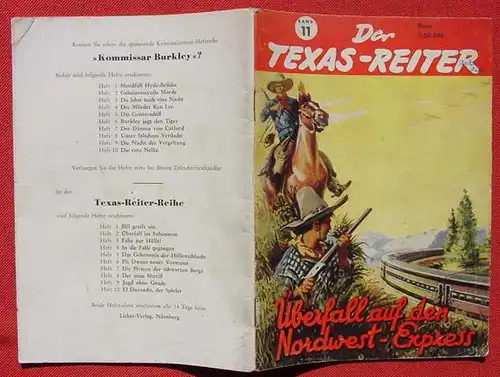 Kennen Sie schon die spannende Kriminalroman-Heftreihe
»Kommissar Burkley«?
Bisher sind folgende Hefte erschienen:
Heft 1 Mordfall Hyde-Brücke
Heft 2 Geheimnisvolle Morde
Heft 3 Du lebst noch eine Nacht
Heft 4 Der Mörder Ken Lee
Heft 5 Das Geisterschiff
Heft 6 Burkley jagt den Tiger
Heft 7 Der Dämon von Catford
Heft 8 Unter falschem Verdacht
Heft 9 Die Nacht der Vergeltung
Heft 10 Die rote Nelke
Verlangen Sie die Hefte stets bei Ihrem Zeitschriftenhändler
In der
Texas-Reiter-Reihe
sind folgende Hefte erschienen:
Heft 1 Bill greift ein
Heft 2 Überfall im Felsennest
Heft 3 Fahr zur Hölle!
Heft 4 In die Falle gegangen
Heft 5 Das Geheimnis der Höllenschlucht
Heft 6 Pit Owens neuer Vormann
Heft 7 Die Piraten der schwarzen Berge
Heft 8 Der neue Sheriff
Heft 9 Jagd ohne Gnade
Heft 10 El Decardo, der Spieler
Beide Heftreihen erscheinen alle 14 Tage beim
Liebel-Verlag, Nürnberg
BAND
11
Der
TEXAS-REITER
Preis
0,50 DM
Überfall auf den
Nordwest-Express